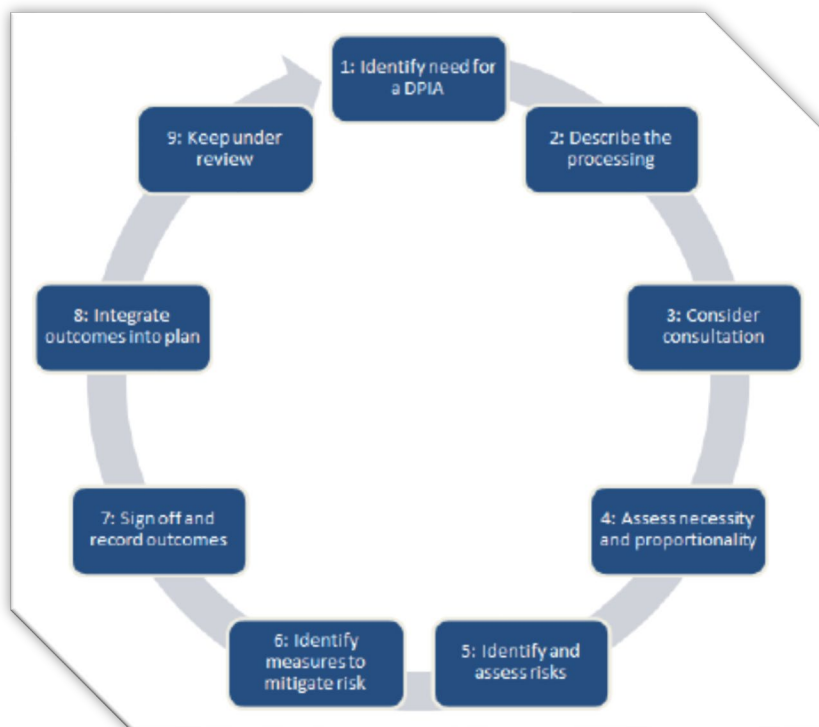 1: Identify need for
a DPIA
2: Describe the
processing
3: Consider
consultation
4: Assess necessity
and proportionality
5: Identify and
assess risks
6: Identify
measures to
mitigate risk
7: Sign off and
record outcomes
8: Integrate
outcomes into plan
9: Keep under
review